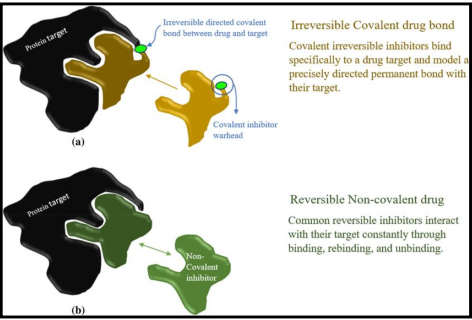 Protein target
Irreversible directed covalent
bond between drug and target
Covalent inhibitor
warhead
(a)
Irreversible Covalent drug bond
Covalent irreversible inhibitors bind
specifically to a drug target and model a
precisely directed permanent bond with
their target.
Protein target
Non-
Covalent
inhibitor
(b)
Reversible Non-covalent drug
Common reversible inhibitors interact
with their target constantly through
binding, rebinding, and unbinding.